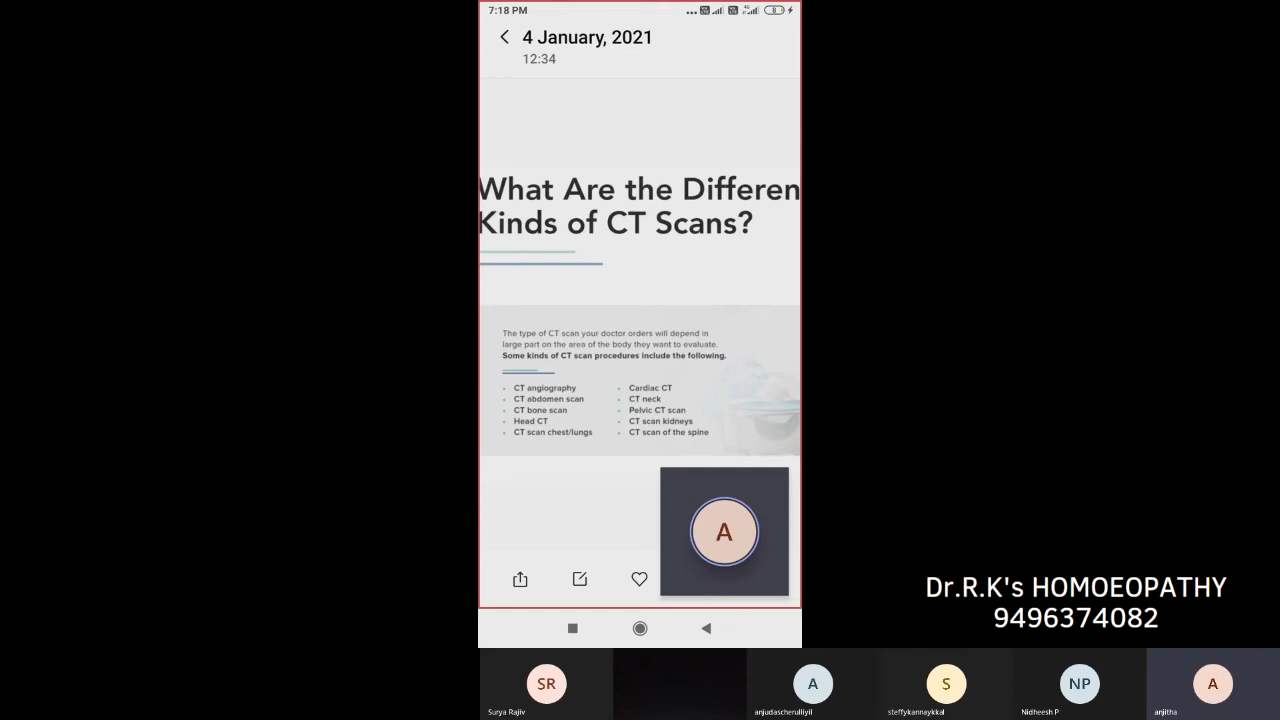 7:18 PM
4G
8
4 January, 2021
12:34
What Are the Differen
Kinds of CT Scans?
The type of CT scan your doctor orders will depend in
large part on the area of the body they want to evaluate.
Some kinds of CT scan procedures include the following.
• CT angiography
• CT abdomen scan
• CT bone scan
• Head CT
• CT scan chest/lungs
• Cardiac CT
• CT neck
• Pelvic CT scan
• CT scan kidneys
• CT scan of the spine
A
Dr.R.K's HOMOEOPATHY
9496374082
SR
A
S
NP
A
Surya Rajiv
anjudascherulliyil
steffykannaykkal
Nidheesh P
anjitha